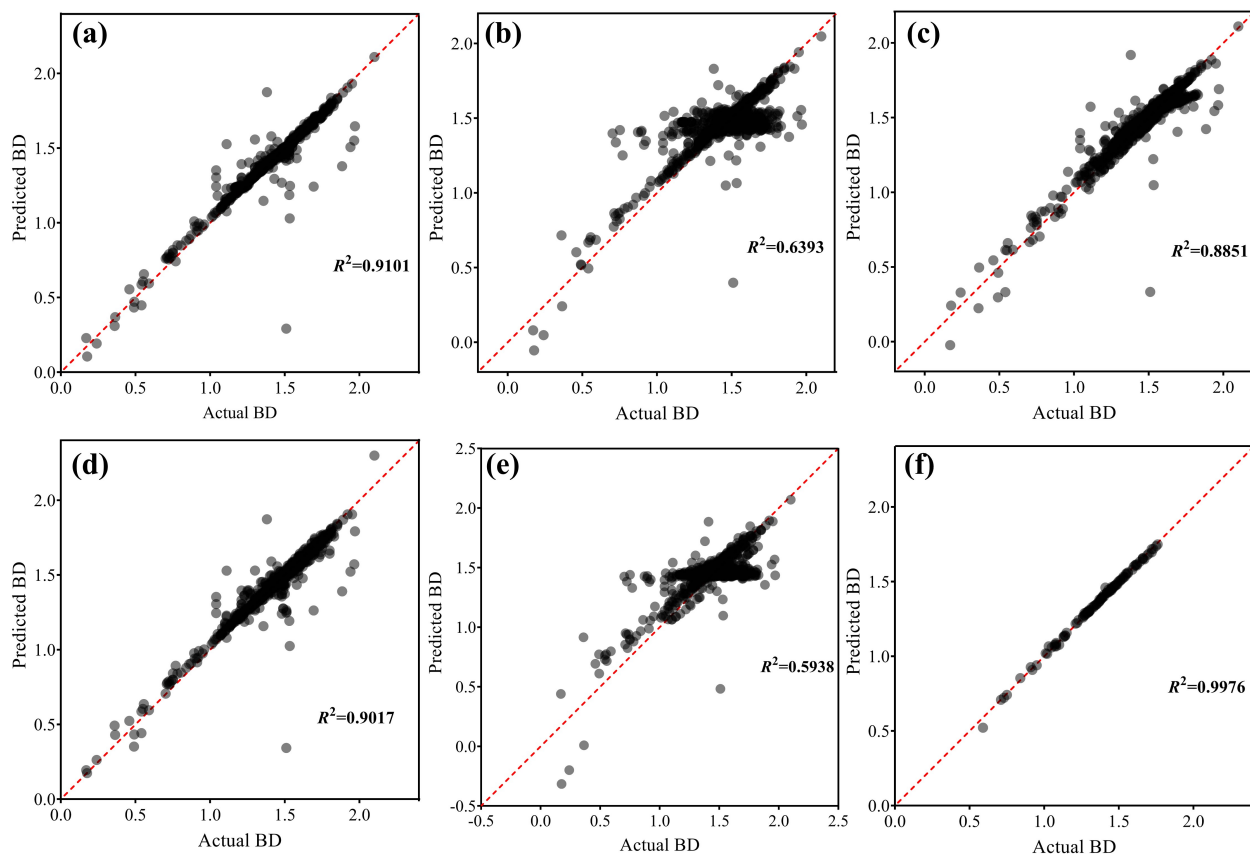 (a)
Predicted BD
2.0
1.5
1.0
0.5
0.0
R²=0.9101
0.0 0.5 1.0 1.5 2.0
Actual BD
(b)
Predicted BD
2.0
1.5
1.0
0.5
0.0
R²=0.6393
0.0 0.5 1.0 1.5 2.0
Actual BD
(c)
Predicted BD
2.0
1.5
1.0
0.5
0.0
R²=0.8851
0.0 0.5 1.0 1.5 2.0
Actual BD
(d)
Predicted BD
2.0
1.5
1.0
0.5
0.0
R²=0.9017
0.0 0.5 1.0 1.5 2.0
Actual BD
(e)
Predicted BD
2.5
2.0
1.5
1.0
0.5
0.0
-0.5
R²=0.5938
-0.5 0.0 0.5 1.0 1.5 2.0 2.5
Actual BD
(f)
Predicted BD
2.0
1.5
1.0
0.5
0.0
R²=0.9976
0.0 0.5 1.0 1.5 2.0
Actual BD